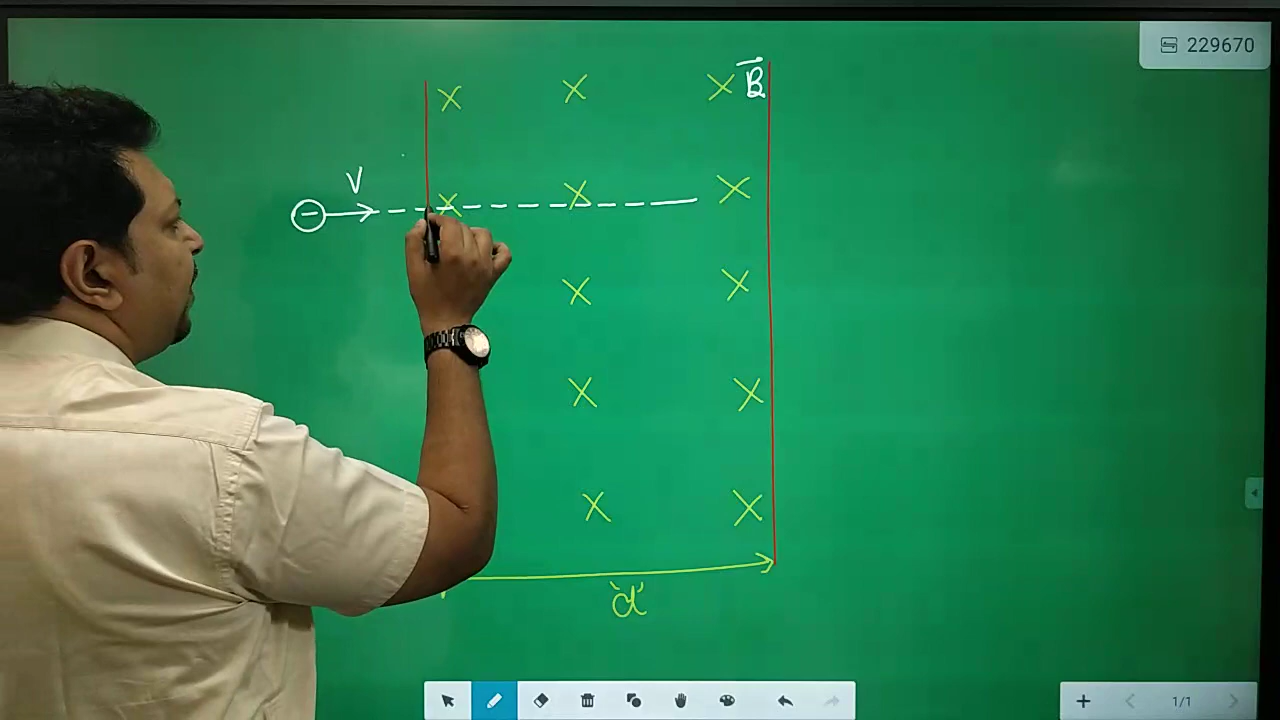 229670
X X X B⃗
V
− X X X
X X
X X
X X
'd'
1/1